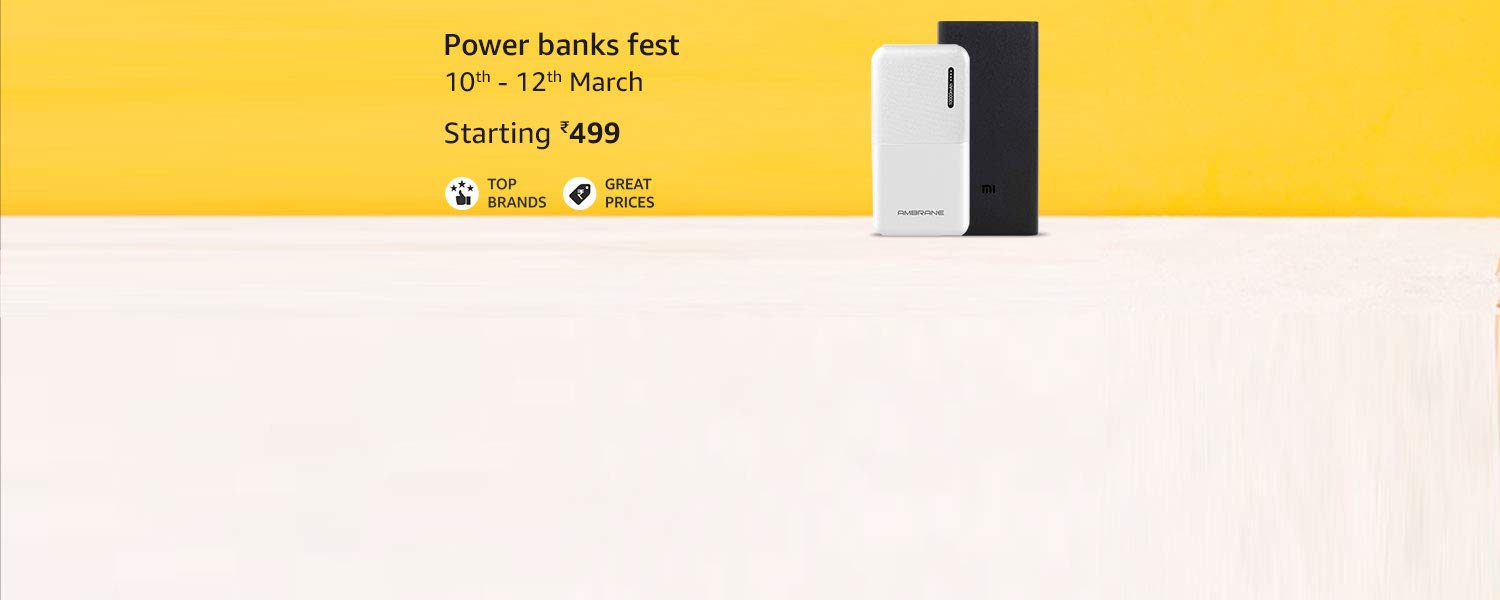 Power banks fest
10th - 12th March
Starting ₹499
TOP
BRANDS
GREAT
PRICES
mi
AMBRANE